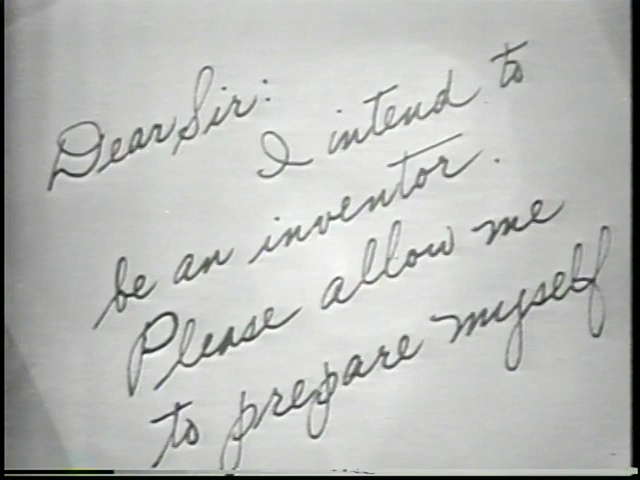 Dear Sir:
I intend to
be an inventor.
Please allow me
to prepare myself